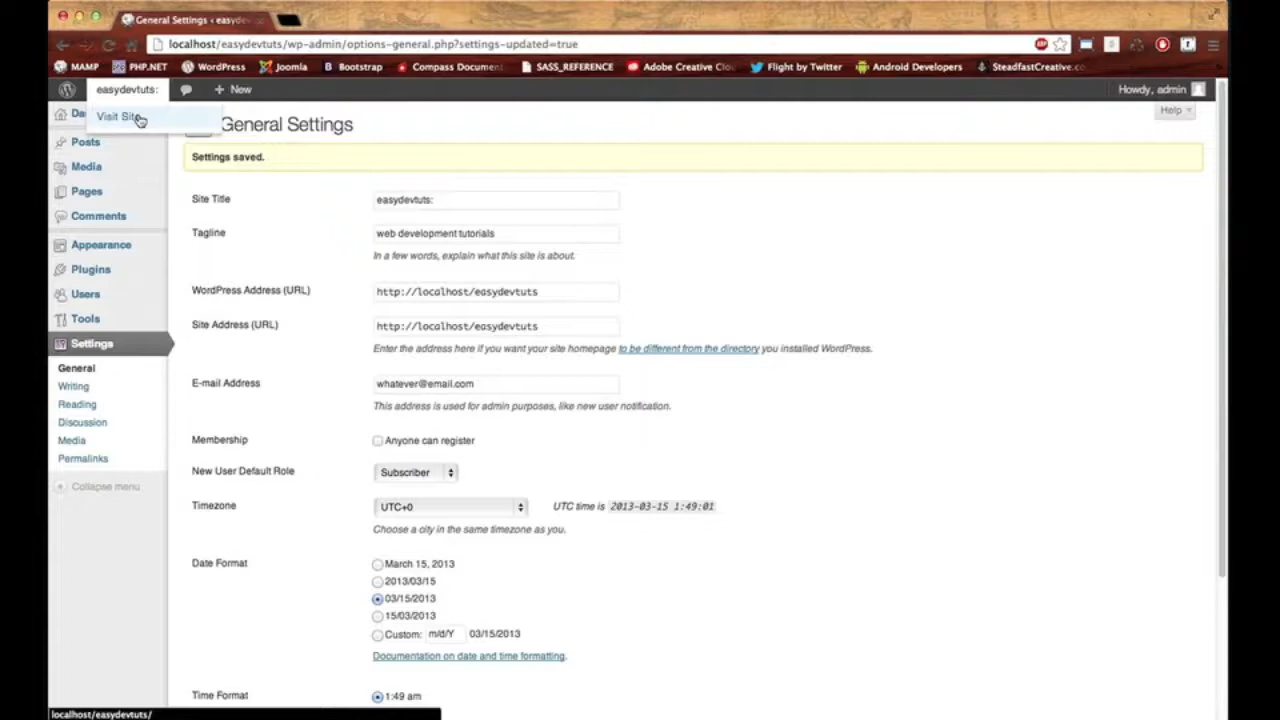 General Settings ‹ easydev
localhost/easydevtuts/wp-admin/options-general.php?settings-updated=true
MAMP PHP.NET WordPress Joomla Bootstrap Compass Document SASS_REFERENCE Adobe Creative Clo Flight by Twitter Android Developers SteadfastCreative.co
easydevtuts: + New Howdy, admin
Visit Site
Help
General Settings
Settings saved.
Posts
Media
Pages
Comments
Appearance
Plugins
Users
Tools
Settings
General
Writing
Reading
Discussion
Media
Permalinks
Collapse menu
Site Title easydevtuts:
Tagline web development tutorials
In a few words, explain what this site is about.
WordPress Address (URL) http://localhost/easydevtuts
Site Address (URL) http://localhost/easydevtuts
Enter the address here if you want your site homepage to be different from the directory you installed WordPress.
E-mail Address whatever@email.com
This address is used for admin purposes, like new user notification.
Membership Anyone can register
New User Default Role Subscriber
Timezone UTC+0 UTC time is 2013-03-15 1:49:01
Choose a city in the same timezone as you.
Date Format March 15, 2013
2013/03/15
03/15/2013
15/03/2013
Custom: m/d/Y 03/15/2013
Documentation on date and time formatting.
Time Format 1:49 am
localhost/easydevtuts/